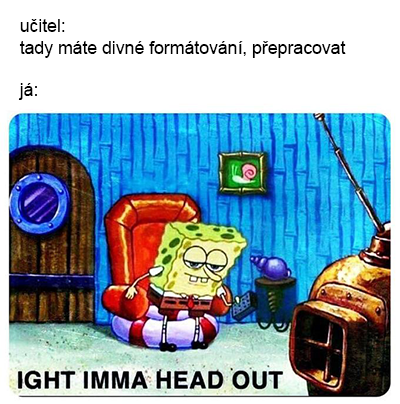 učitel:
tady máte divné formátování, přepracovat
já:
IGHT IMMA HEAD OUT